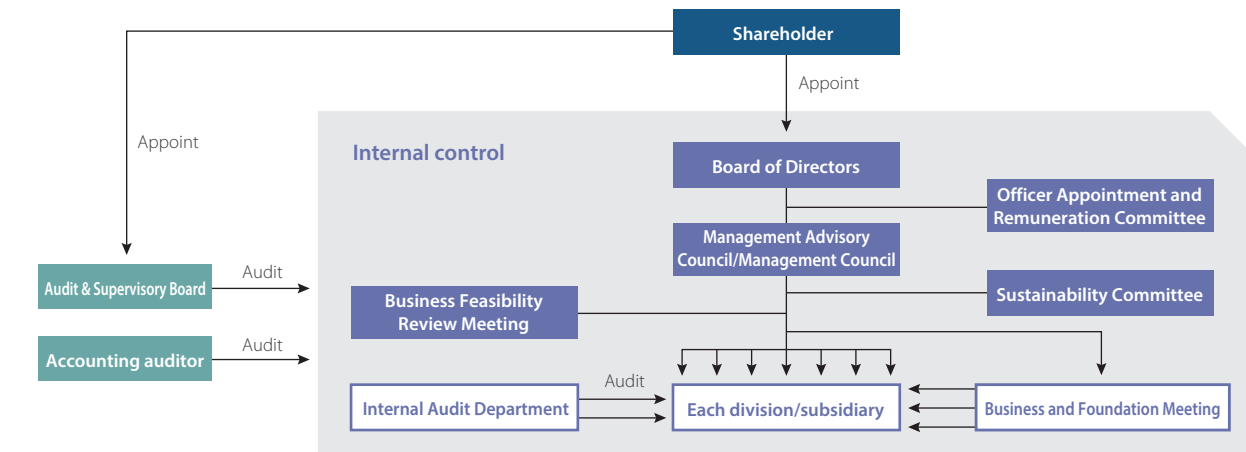 Shareholder
Appoint
Appoint
Internal control
Board of Directors
Officer Appointment and
Remuneration Committee
Management Advisory
Council/Management Council
Audit & Supervisory Board
Audit
Sustainability Committee
Business Feasibility
Review Meeting
Accounting auditor
Audit
Internal Audit Department
Audit
Each division/subsidiary
Business and Foundation Meeting